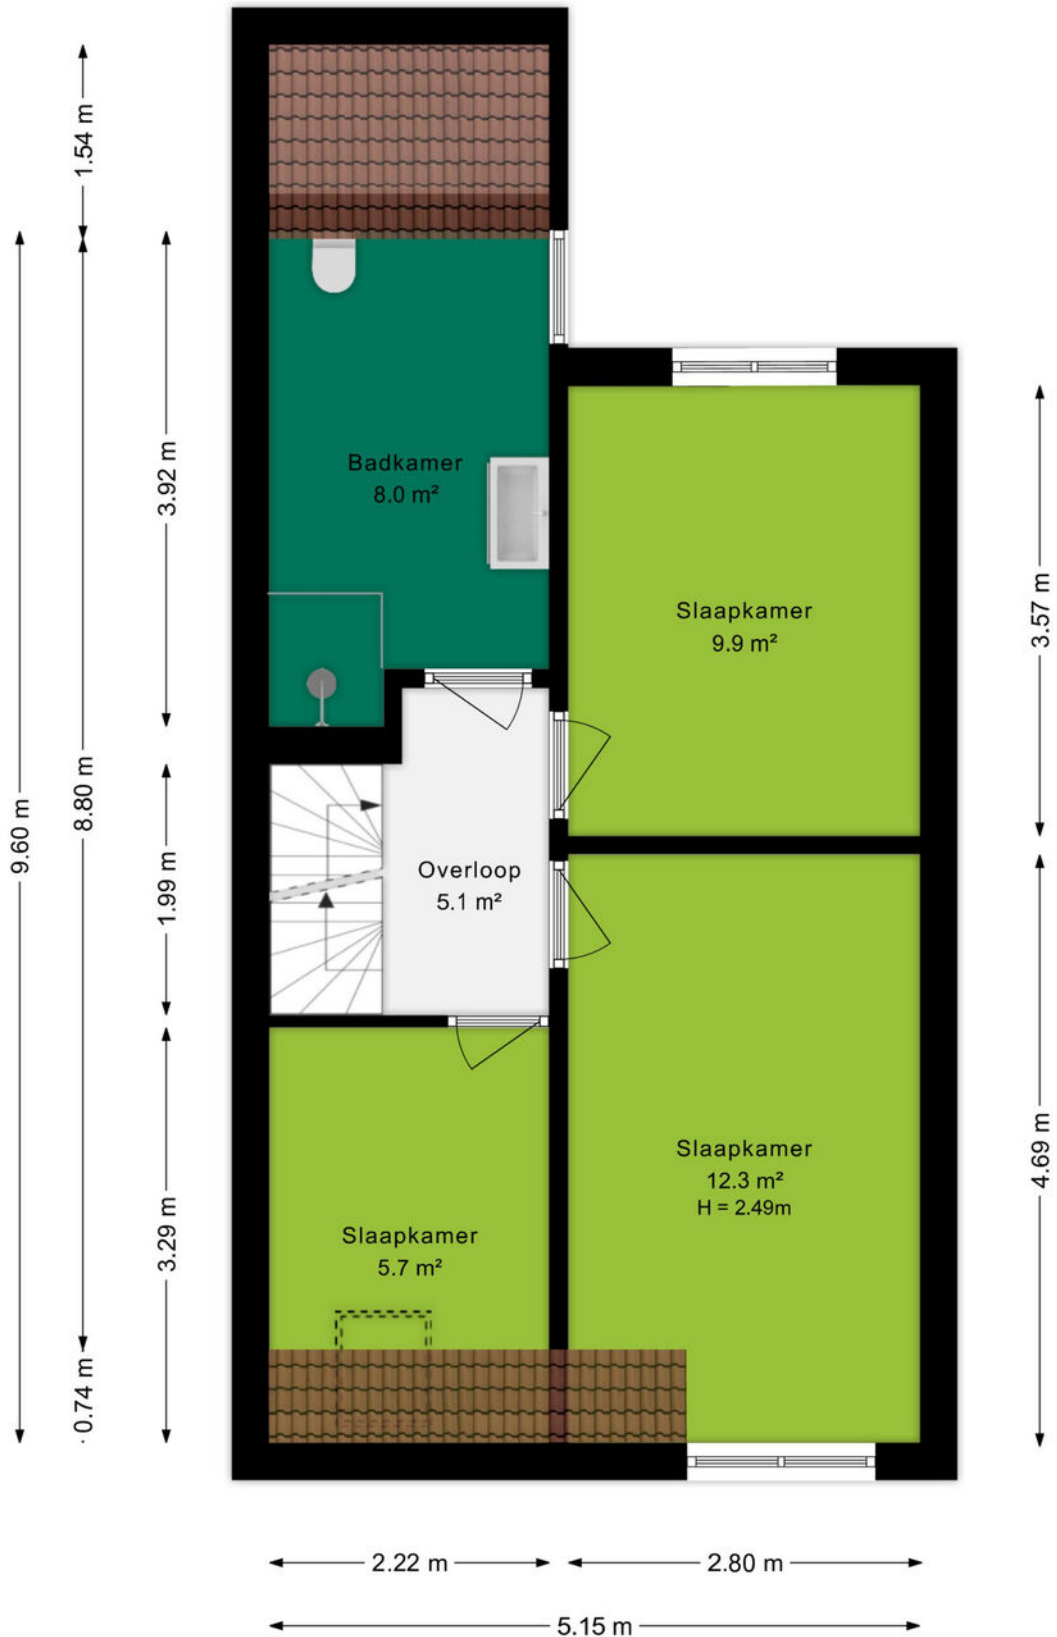 1.54 m
3.92 m
9.60 m
8.80 m
1.99 m
3.29 m
0.74 m
Badkamer
8.0 m²
Slaapkamer
9.9 m²
3.57 m
Overloop
5.1 m²
Slaapkamer
12.3 m²
H = 2.49m
4.69 m
Slaapkamer
5.7 m²
2.22 m
2.80 m
5.15 m